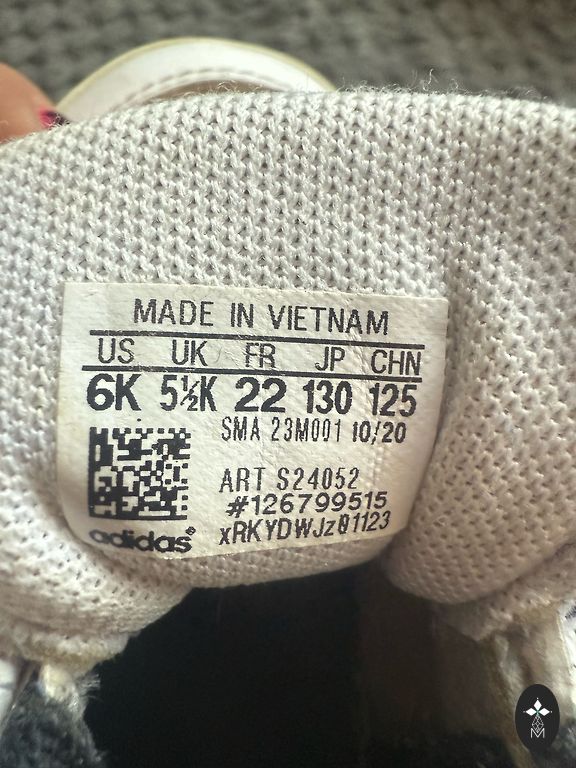 MADE IN VIETNAM
US UK FR JP CHN
6K 5½K 22 130 125
SMA 23M001 10/20
ART S24052
#126799515
xRKYDWJz01123
adidas®
M